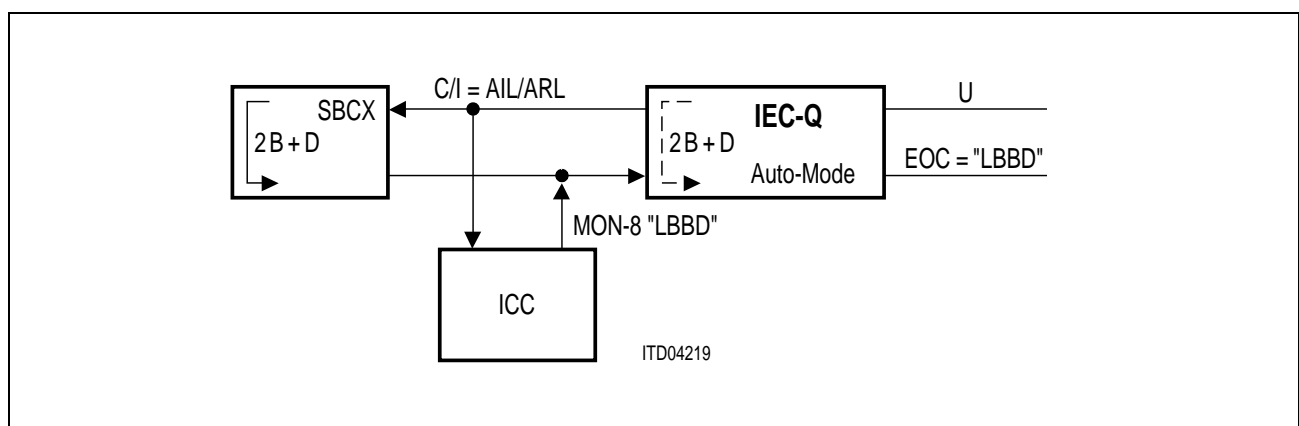 C/I = AIL/ARL
SBCX
2B + D
IEC-Q
2B + D
Auto-Mode
U
EOC = "LBBD"
MON-8 "LBBD"
ICC
ITD04219